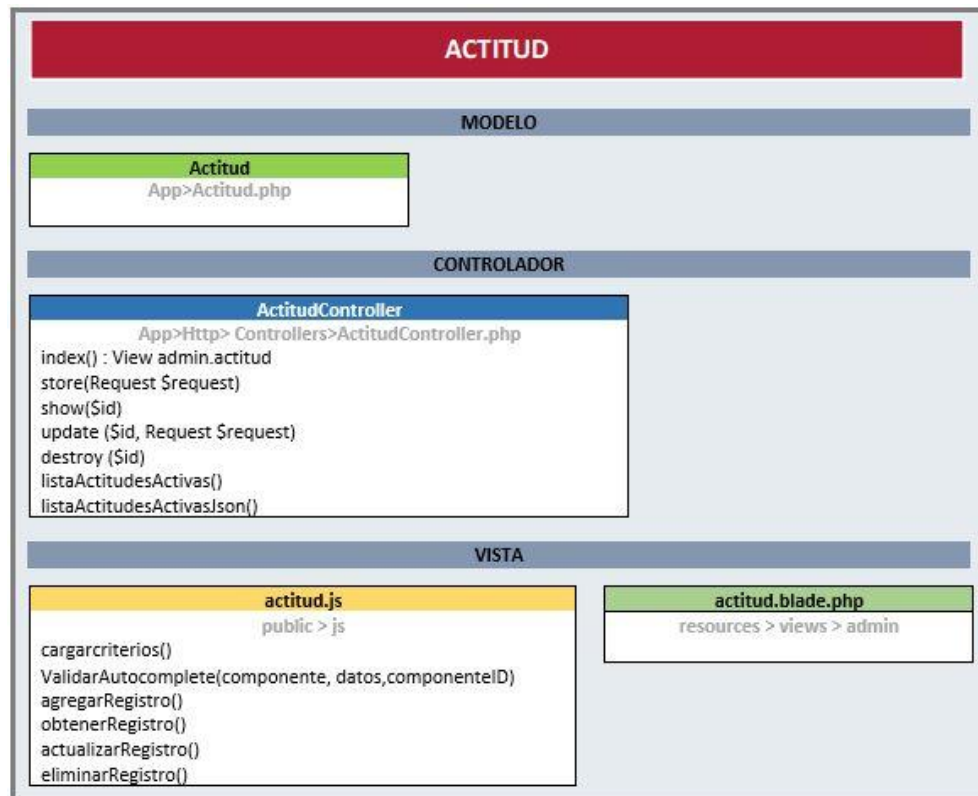 ACTITUD
MODELO
Actitud
App>Actitud.php
CONTROLADOR
ActitudController
App>Http> Controllers>ActitudController.php
index() : View admin.actitud
store(Request $request)
show($id)
update ($id, Request $request)
destroy ($id)
listaActitudesActivas()
listaActitudesActivasJson()
VISTA
actitud.js
public > js
cargarcriterios()
ValidarAutocomplete(componente, datos,componenteID)
agregarRegistro()
obtenerRegistro()
actualizarRegistro()
eliminarRegistro()
actitud.blade.php
resources > views > admin